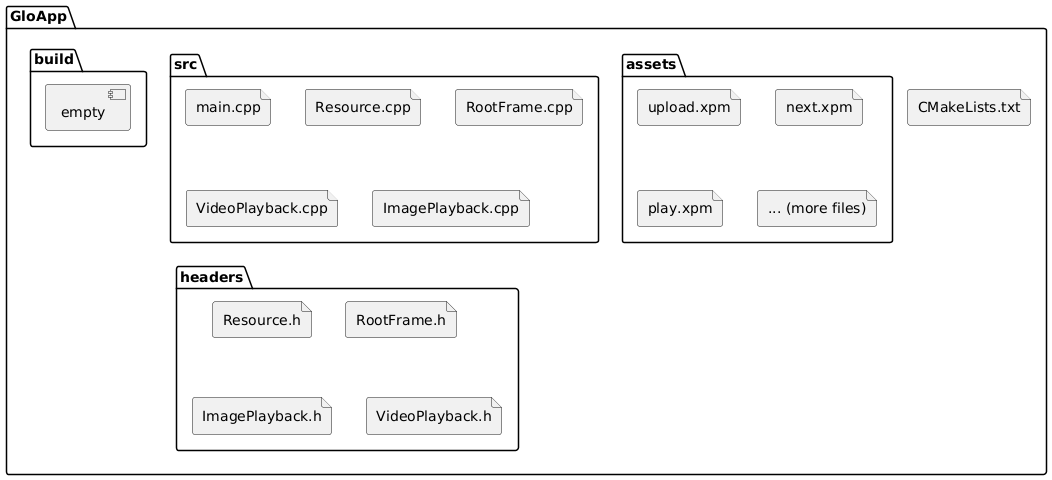 GloApp
build
empty
src
main.cpp
Resource.cpp
RootFrame.cpp
VideoPlayback.cpp
ImagePlayback.cpp
assets
upload.xpm
next.xpm
play.xpm
... (more files)
CMakeLists.txt
headers
Resource.h
RootFrame.h
ImagePlayback.h
VideoPlayback.h